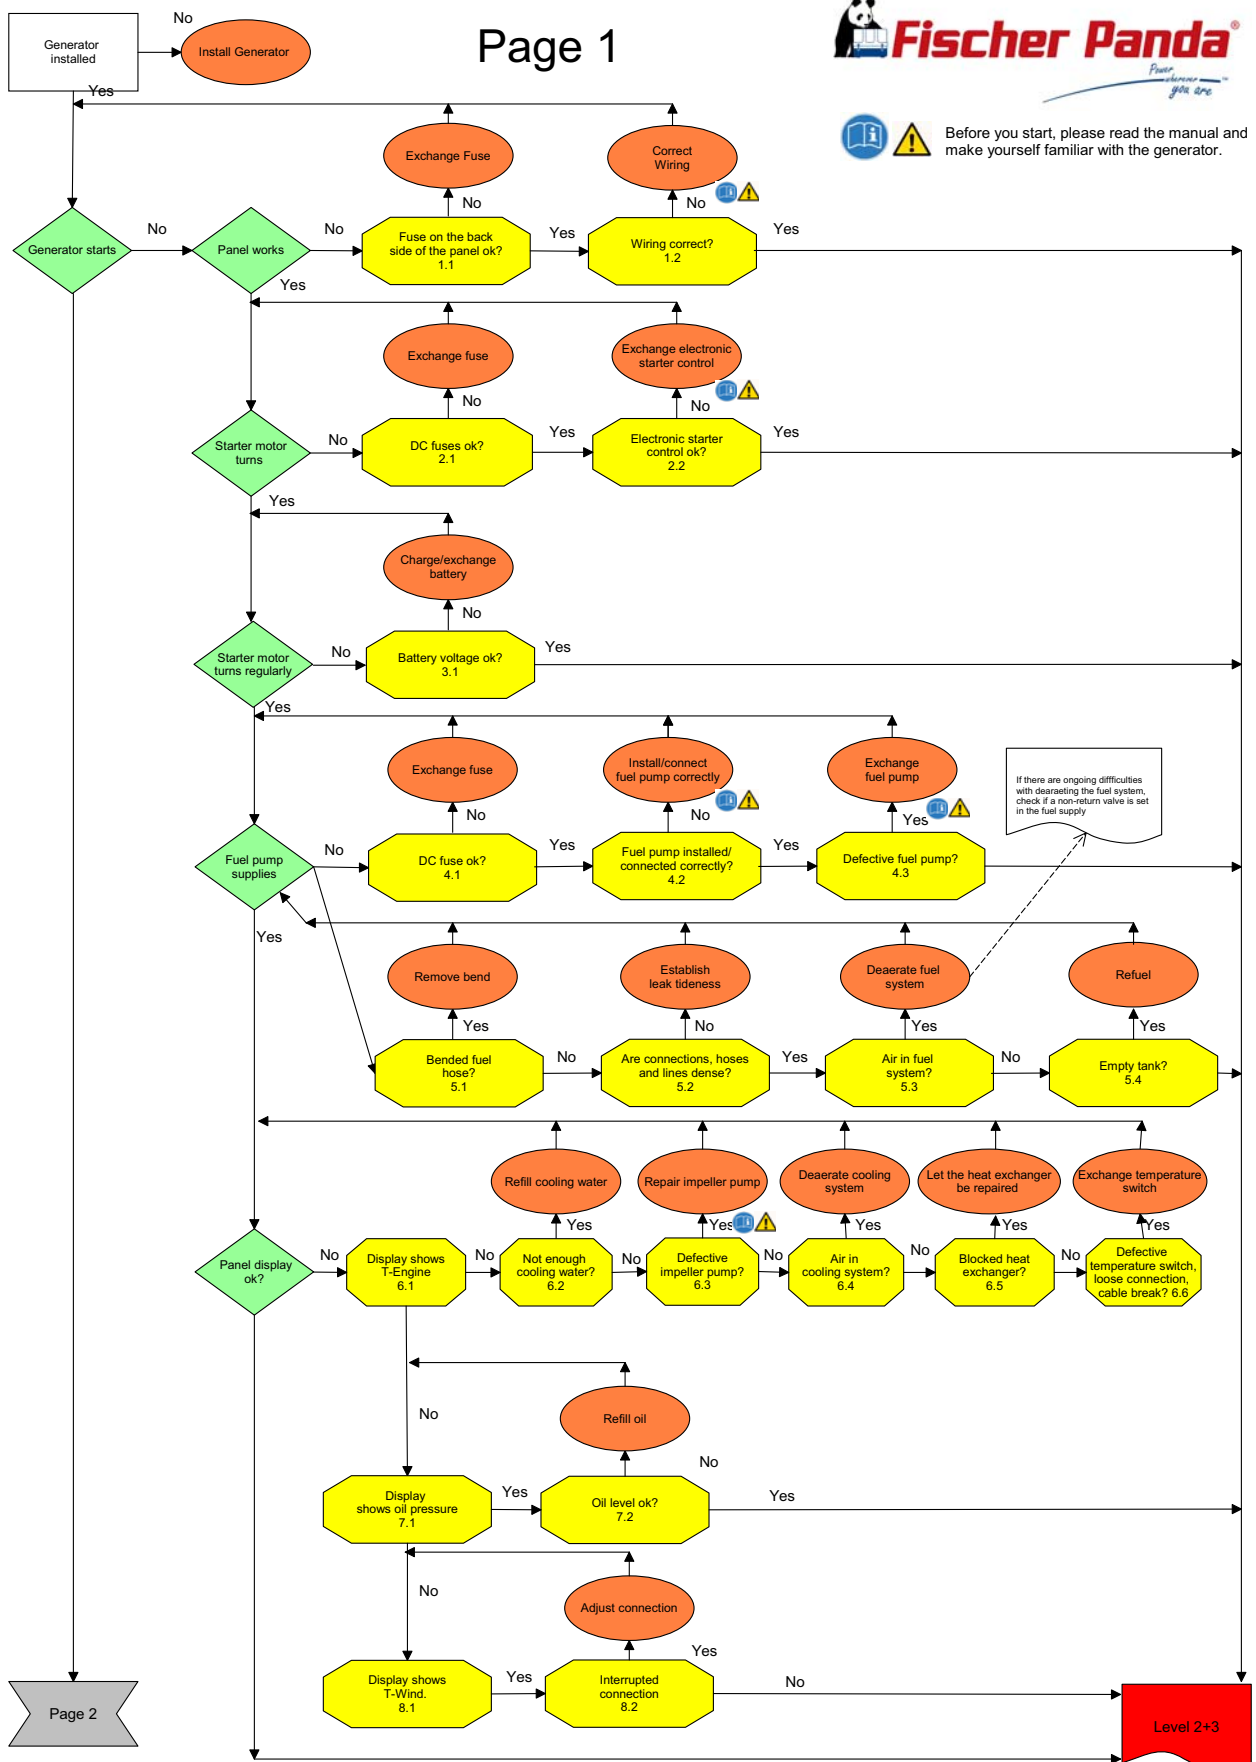 No
Page 1
Generator
installed
Install Generator
Fischer Panda®
Power
wherever
you are
™
Yes
Before you start, please read the manual and
make yourself familiar with the generator.
Exchange Fuse
Correct
Wiring
No
No
Generator starts
No
Panel works
No
Fuse on the back
side of the panel ok?
1.1
Yes
Wiring correct?
1.2
Yes
Yes
Exchange fuse
Exchange electronic
starter control
No
No
Starter motor
turns
No
DC fuses ok?
2.1
Yes
Electronic starter
control ok?
2.2
Yes
Yes
Charge/exchange
battery
No
Starter motor
turns regularly
No
Battery voltage ok?
3.1
Yes
Yes
Exchange fuse
Install/connect
fuel pump correctly
Exchange
fuel pump
If there are ongoing diffficulties
with dearaeting the fuel system,
check if a non-return valve is set
in the fuel supply
No
No
Yes
Fuel pump
supplies
No
DC fuse ok?
4.1
Yes
Fuel pump installed/
connected correctly?
4.2
Yes
Defective fuel pump?
4.3
Yes
Remove bend
Establish
leak tideness
Deaerate fuel
system
Refuel
Yes
No
Yes
Yes
Bended fuel
hose?
5.1
No
Are connections, hoses
and lines dense?
5.2
Yes
Air in fuel
system?
5.3
No
Empty tank?
5.4
Refill cooling water
Repair impeller pump
Deaerate cooling
system
Let the heat exchanger
be repaired
Exchange temperature
switch
Yes
Yes
Yes
Yes
Yes
Panel display
ok?
No
Display shows
T-Engine
6.1
No
Not enough
cooling water?
6.2
No
Defective
impeller pump?
6.3
No
Air in
cooling system?
6.4
No
Blocked heat
exchanger?
6.5
No
Defective
temperature switch,
loose connection,
cable break? 6.6
No
Refill oil
No
Display
shows oil pressure
7.1
Yes
Oil level ok?
7.2
Yes
No
Adjust connection
Yes
Display shows
T-Wind.
8.1
Yes
Interrupted
connection
8.2
No
Page 2
Level 2+3